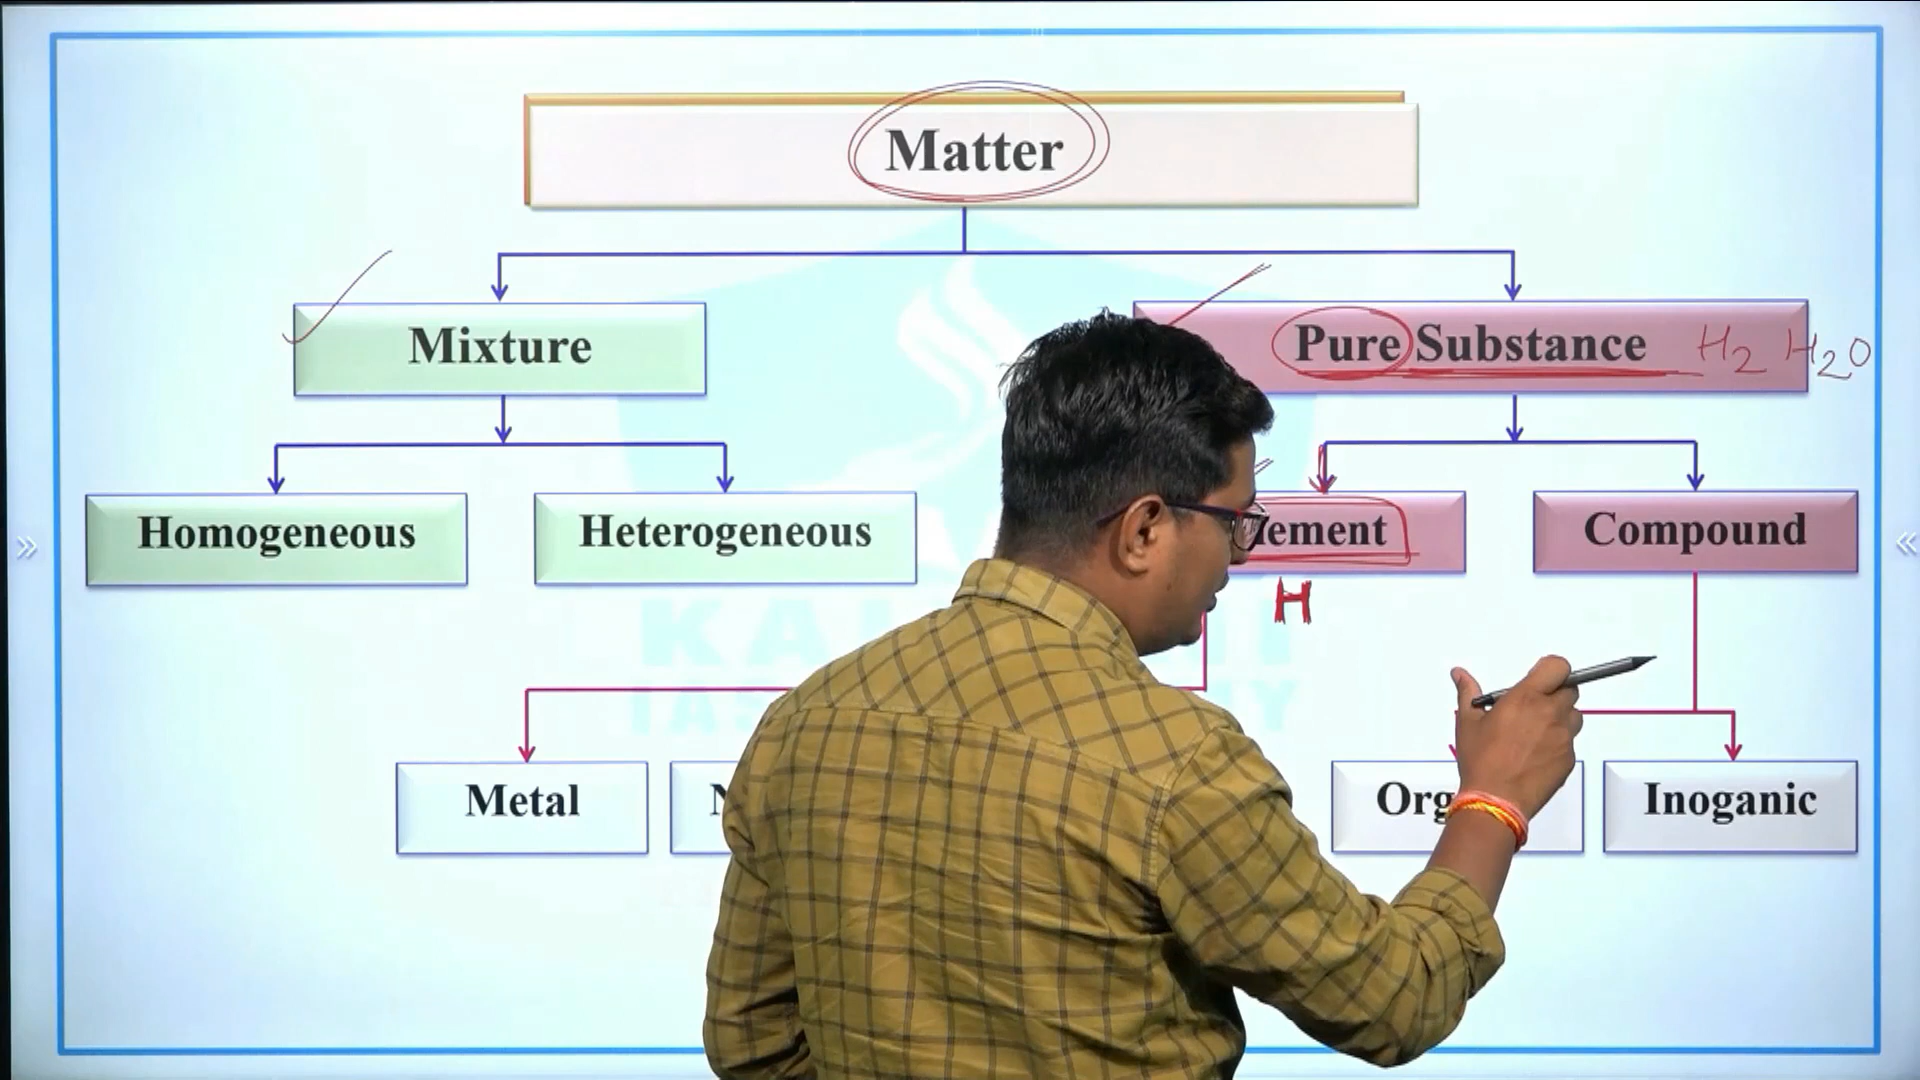 Matter
Mixture
Pure Substance H2 H2O
Homogeneous
Heterogeneous
Compound
H
Metal
Inoganic